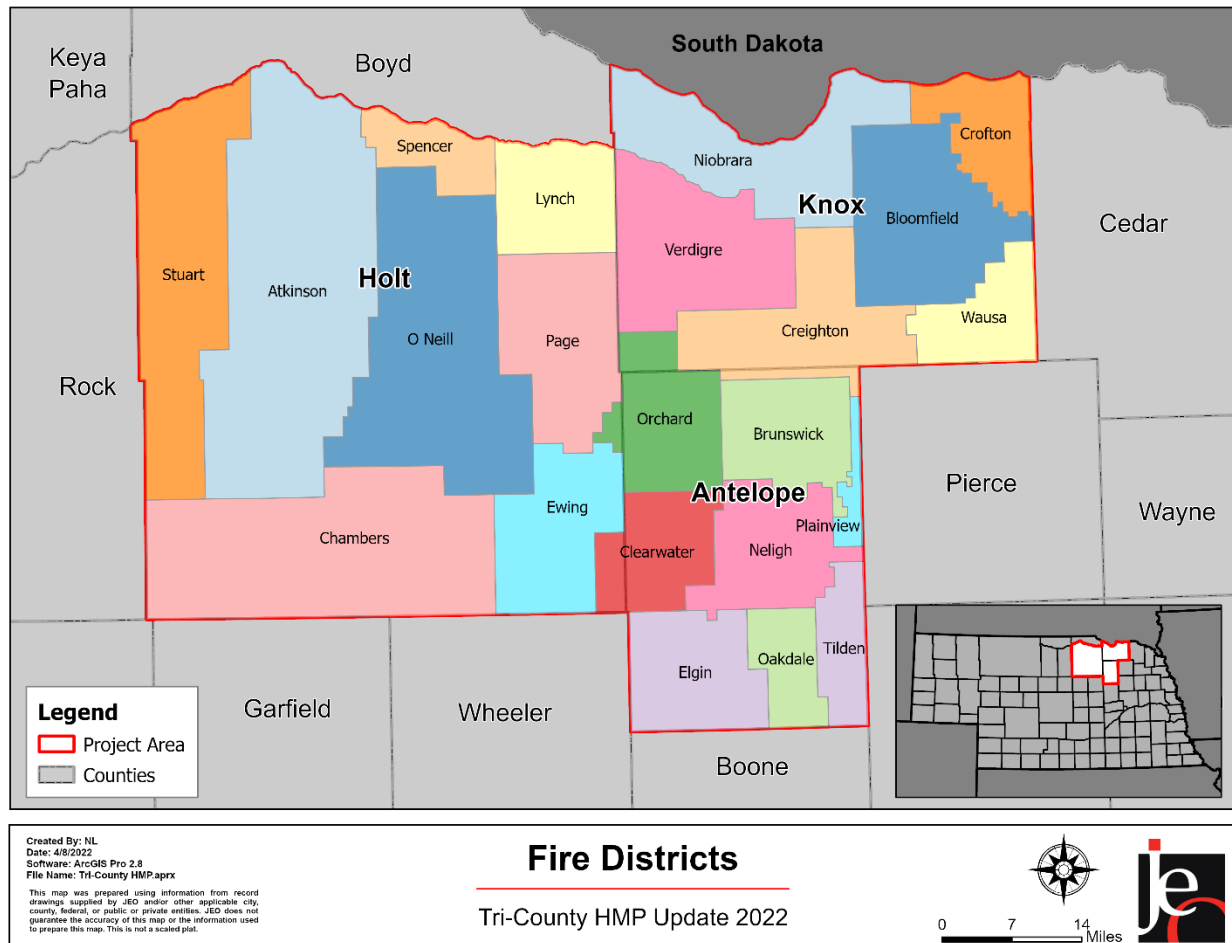 South Dakota
Keya
Paha
Boyd
Crofton
Spencer
Niobrara
Lynch
Knox
Bloomfield
Cedar
Verdigre
Stuart
Holt
Atkinson
Wausa
Creighton
O Neill
Page
Rock
Orchard
Brunswick
Pierce
Antelope
Ewing
Wayne
Plainview
Chambers
Clearwater
Neligh
Tilden
Elgin
Oakdale
Garfield
Wheeler
Boone
Legend
Project Area
Counties
Created By: NL
Date: 4/8/2022
Software: ArcGIS Pro 2.8
File Name: Tri-County HMP.aprx
This map was prepared using information from record
drawings supplied by JEO and/or other applicable city,
county, federal, or public or private entities. JEO does not
guarantee the accuracy of this map or the information used
to prepare this map. This is not a scaled plat.
Fire Districts
Tri-County HMP Update 2022
0 7 14
Miles
jeo